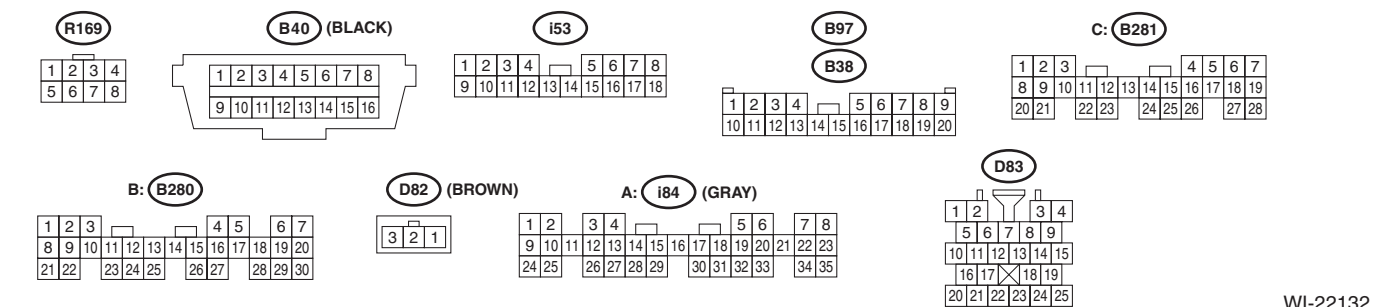 R169
1 2 3 4
5 6 7 8
B40 (BLACK)
1 2 3 4 5 6 7 8
9 10 11 12 13 14 15 16
i53
1 2 3 4 5 6 7 8
9 10 11 12 13 14 15 16 17 18
B97
B38
1 2 3 4 5 6 7 8 9
10 11 12 13 14 15 16 17 18 19 20
C: B281
1 2 3 4 5 6 7
8 9 10 11 12 13 14 15 16 17 18 19
20 21 22 23 24 25 26 27 28
B: B280
1 2 3 4 5 6 7
8 9 10 11 12 13 14 15 16 17 18 19 20
21 22 23 24 25 26 27 28 29 30
D82 (BROWN)
3 2 1
A: i84 (GRAY)
1 2 3 4 5 6 7 8
9 10 11 12 13 14 15 16 17 18 19 20 21 22 23
24 25 26 27 28 29 30 31 32 33 34 35
D83
1 2 3 4
5 6 7 8 9
10 11 12 13 14 15
16 17 18 19
20 21 22 23 24 25
WI-22132